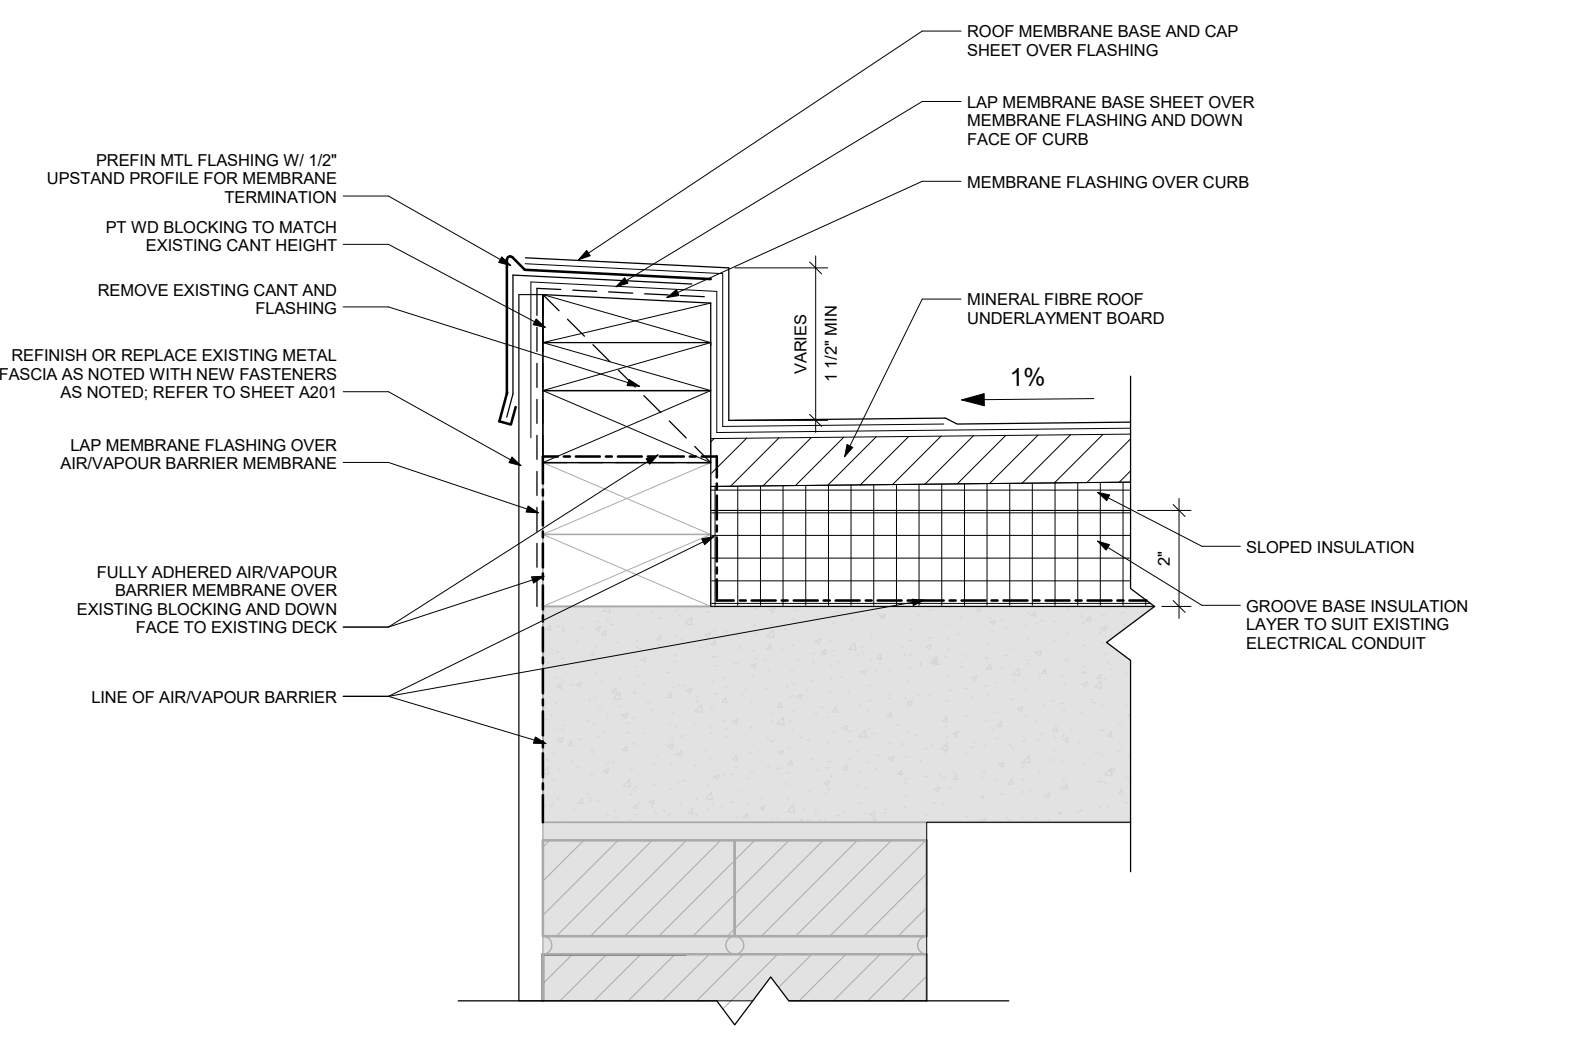 ROOF MEMBRANE BASE AND CAP
SHEET OVER FLASHING
LAP MEMBRANE BASE SHEET OVER
MEMBRANE FLASHING AND DOWN
FACE OF CURB
MEMBRANE FLASHING OVER CURB
PREFIN MTL FLASHING W/ 1/2"
UPSTAND PROFILE FOR MEMBRANE
TERMINATION
PT WD BLOCKING TO MATCH
EXISTING CANT HEIGHT
REMOVE EXISTING CANT AND
FLASHING
REFINISH OR REPLACE EXISTING METAL
FASCIA AS NOTED WITH NEW FASTENERS
AS NOTED; REFER TO SHEET A201
LAP MEMBRANE FLASHING OVER
AIR/VAPOUR BARRIER MEMBRANE
FULLY ADHERED AIR/VAPOUR
BARRIER MEMBRANE OVER
EXISTING BLOCKING AND DOWN
FACE TO EXISTING DECK
LINE OF AIR/VAPOUR BARRIER
VARIES
1 1/2" MIN
MINERAL FIBRE ROOF
UNDERLAYMENT BOARD
1%
2"
SLOPED INSULATION
GROOVE BASE INSULATION
LAYER TO SUIT EXISTING
ELECTRICAL CONDUIT